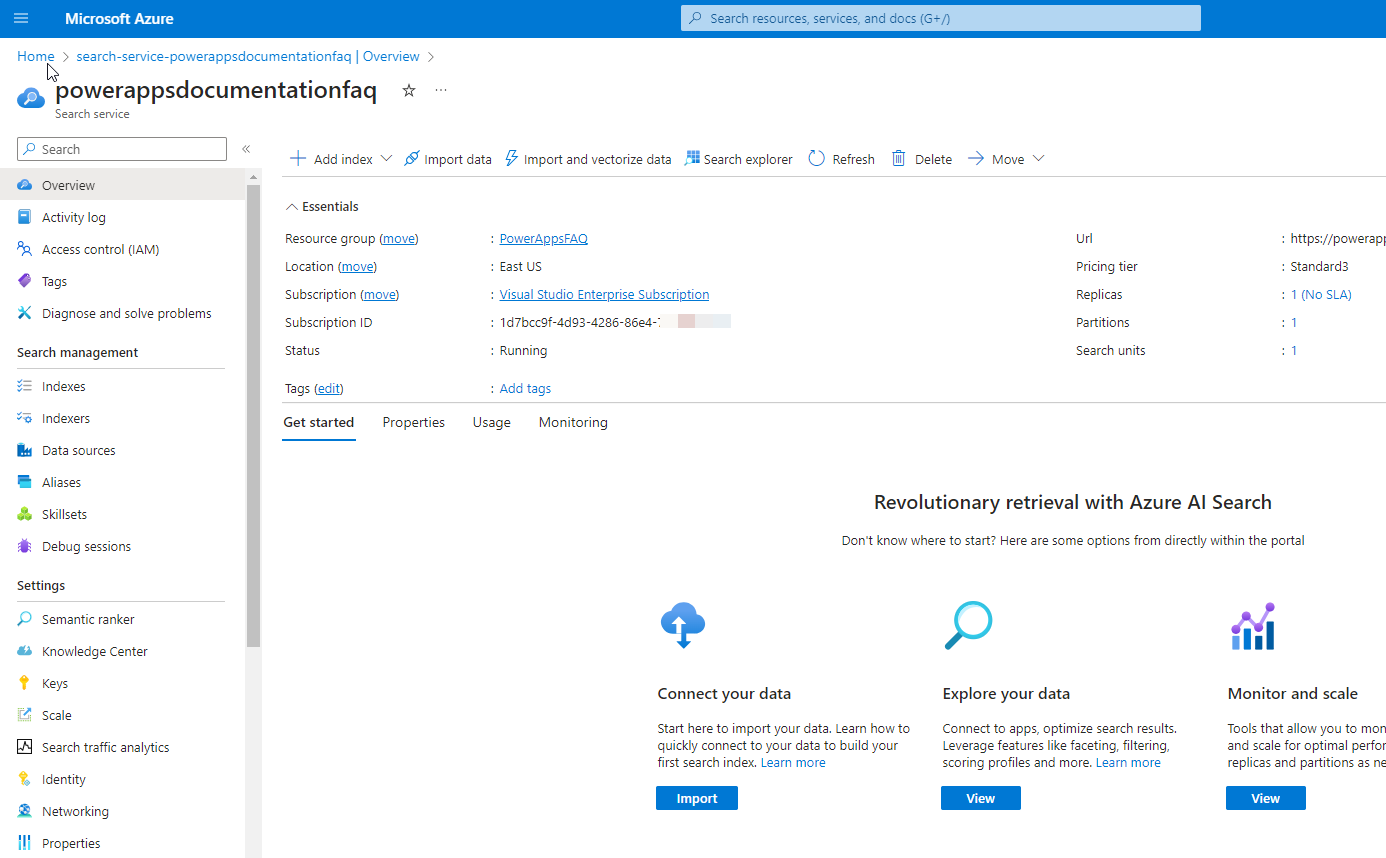 Microsoft Azure
Search resources, services, and docs (G+/)
Home > search-service-powerappsdocumentationfaq | Overview >
powerappsdocumentationfaq
Search service
Search
Add index
Import data
Import and vectorize data
Search explorer
Refresh
Delete
Move
Overview
Activity log
Access control (IAM)
Tags
Diagnose and solve problems
Search management
Indexes
Indexers
Data sources
Aliases
Skillsets
Debug sessions
Settings
Semantic ranker
Knowledge Center
Keys
Scale
Search traffic analytics
Identity
Networking
Properties
Essentials
Resource group (move) : PowerAppsFAQ
Location (move) : East US
Subscription (move) : Visual Studio Enterprise Subscription
Subscription ID : 1d7bcc9f-4d93-4286-86e4-
Status : Running
Tags (edit) : Add tags
Url : https://powerapp
Pricing tier : Standard3
Replicas : 1 (No SLA)
Partitions : 1
Search units : 1
Get started
Properties
Usage
Monitoring
Revolutionary retrieval with Azure AI Search
Don't know where to start? Here are some options from directly within the portal
Connect your data
Start here to import your data. Learn how to
quickly connect to your data to build your
first search index. Learn more
Import
Explore your data
Connect to apps, optimize search results.
Leverage features like faceting, filtering,
scoring profiles and more. Learn more
View
Monitor and scale
Tools that allow you to mon
and scale for optimal perfor
replicas and partitions as ne
View